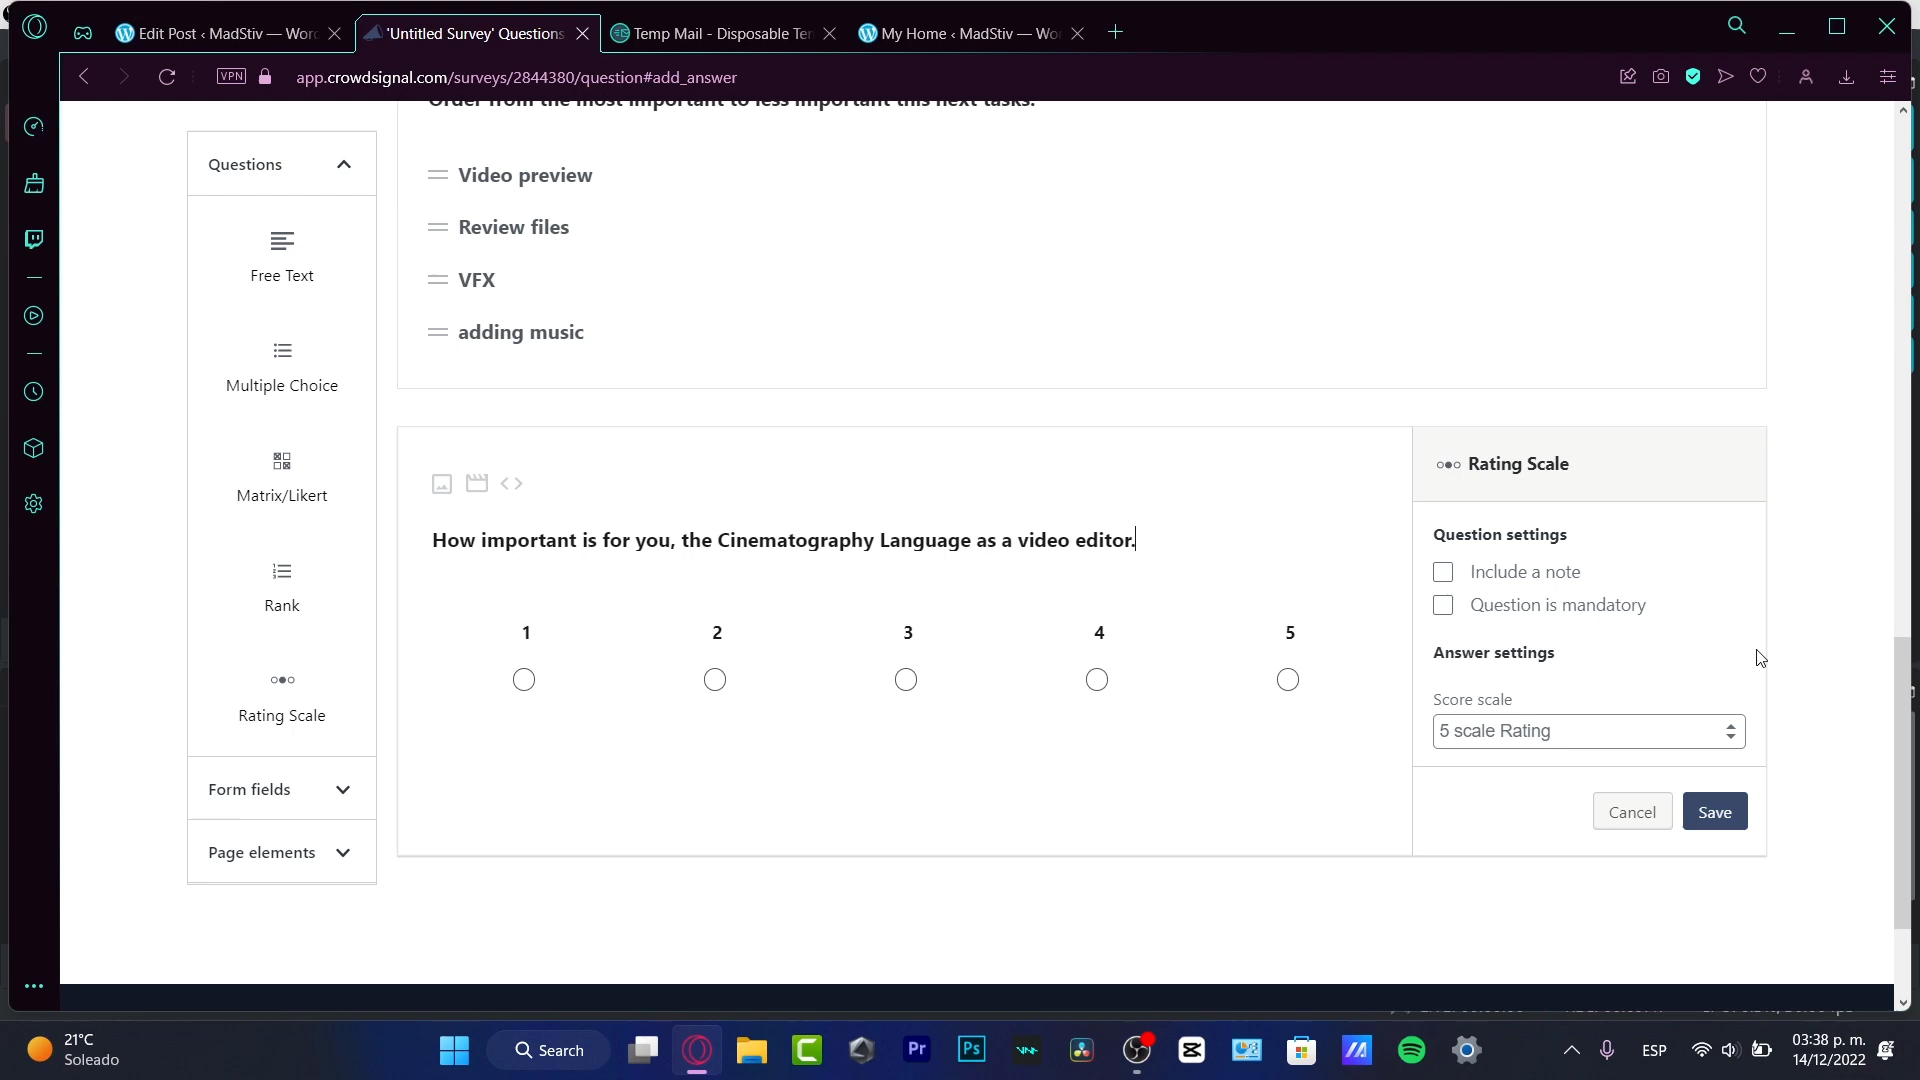 Edit Post ‹ MadStiv — Wor
'Untitled Survey' Questions
Temp Mail - Disposable Te
My Home ‹ MadStiv — Wo
VPN
app.crowdsignal.com/surveys/2844380/question#add_answer
Order from the most important to less important this next tasks.
Questions
Free Text
Multiple Choice
Matrix/Likert
Rank
Rating Scale
Form fields
Page elements
Video preview
Review files
VFX
adding music
How important is for you, the Cinematography Language as a video editor.
1 2 3 4 5
Rating Scale
Question settings
Include a note
Question is mandatory
Answer settings
Score scale
5 scale Rating
Cancel Save
21°C
Soleado
Search
Pr
Ps
ESP
03:38 p. m.
14/12/2022